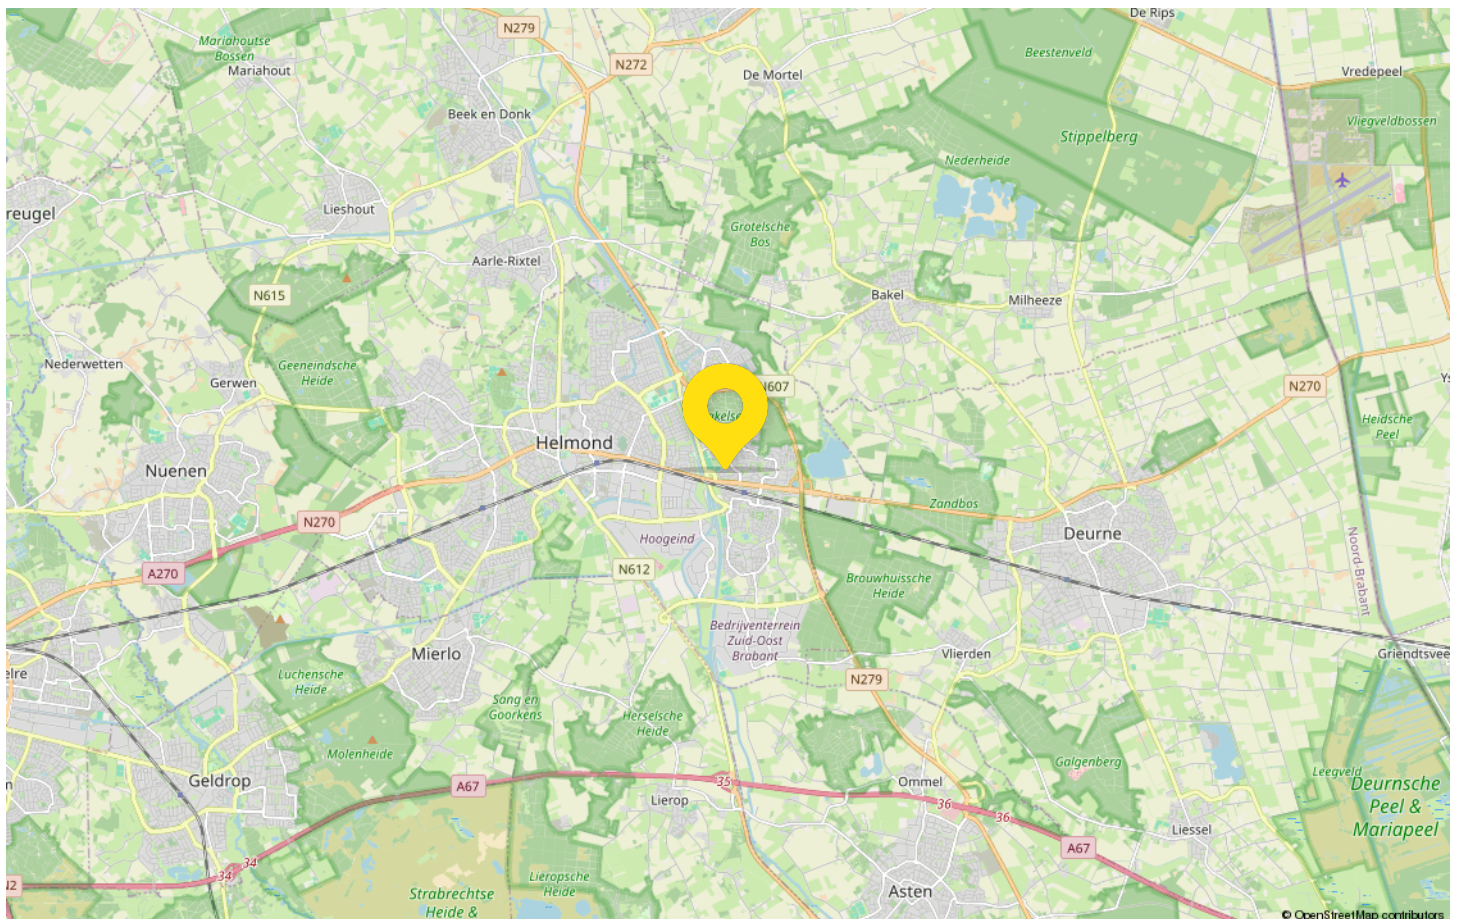 De Rips
N279
Mariahoutse
Bossen
Mariahout
N272
De Mortel
Beestenveld
Vredepeel
Beek en Donk
Vliegveldbossen
Stippelberg
Nederheide
reugel
Lieshout
Grotelsche
Bos
Aarle-Rixtel
N615
Bakel
Milheeze
Nederwetten
Gerwen
Geeneindsche
Heide
N607
N270
Heidsche
Peel
Helmond
Nuenen
Zandbos
N270
Deurne
Hoogeind
A270
N612
Brouwhuissche
Heide
Noord-Brabant
Bedrijventerrein
Zuid-Oost
Brabant
Mierlo
Vlierden
Griendtsvee
elre
Luchensche
Heide
N279
Sang en
Goorkens
Herselsche
Heide
Molenheide
Galgenberg
Leegveld
Geldrop
A67
35
Ommel
Deurnsche
Peel &
Mariapeel
Lierop
36
36
Liessel
A67
34
34
N2
Lieropsche
Heide
Strabrechtse
Heide &
Asten
© OpenStreetMap contributors